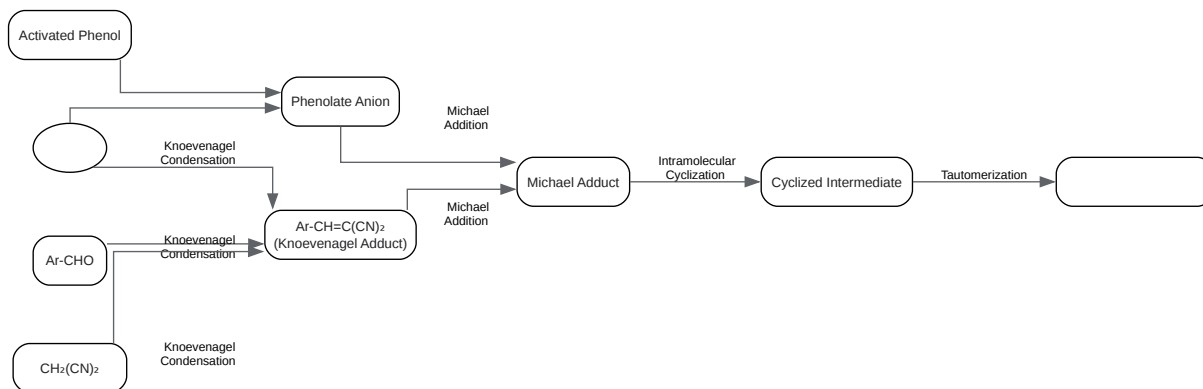 Activated Phenol
Phenolate Anion
Michael
Addition
Knoevenagel
Condensation
Michael Adduct
Intramolecular
Cyclization
Cyclized Intermediate
Tautomerization
Michael
Addition
Ar-CH=C(CN)₂
(Knoevenagel Adduct)
Ar-CHO
Knoevenagel
Condensation
CH₂(CN)₂
Knoevenagel
Condensation